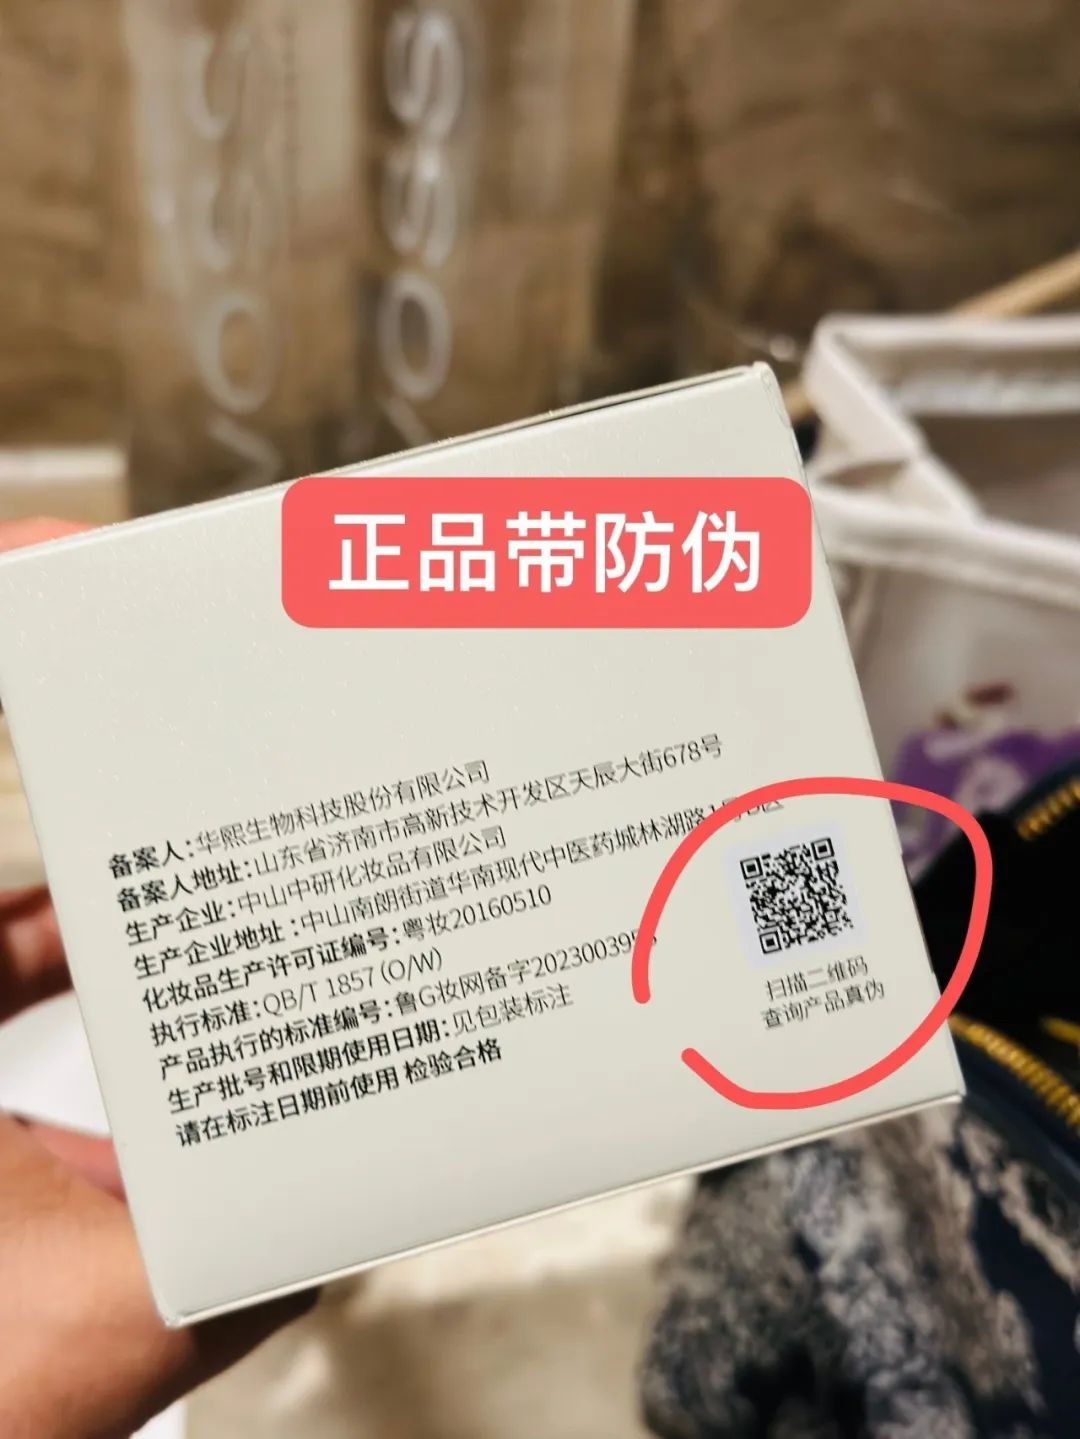 正品带防伪
备案人:华熙生物科技股份有限公司
备案人地址:山东省济南市高新技术开发区天辰大街678号
生产企业:中山中研化妆品有限公司
生产企业地址:中山南朗街道华南现代中医药城林湖路
化妆品生产许可证编号:粤妆20160510
执行标准:QB/T 1857(O/W)
产品执行的标准编号:鲁G妆网备字
生产批号和限期使用日期:见包装标注
请在标注日期前使用 检验合格
扫描二维码
查询产品真伪